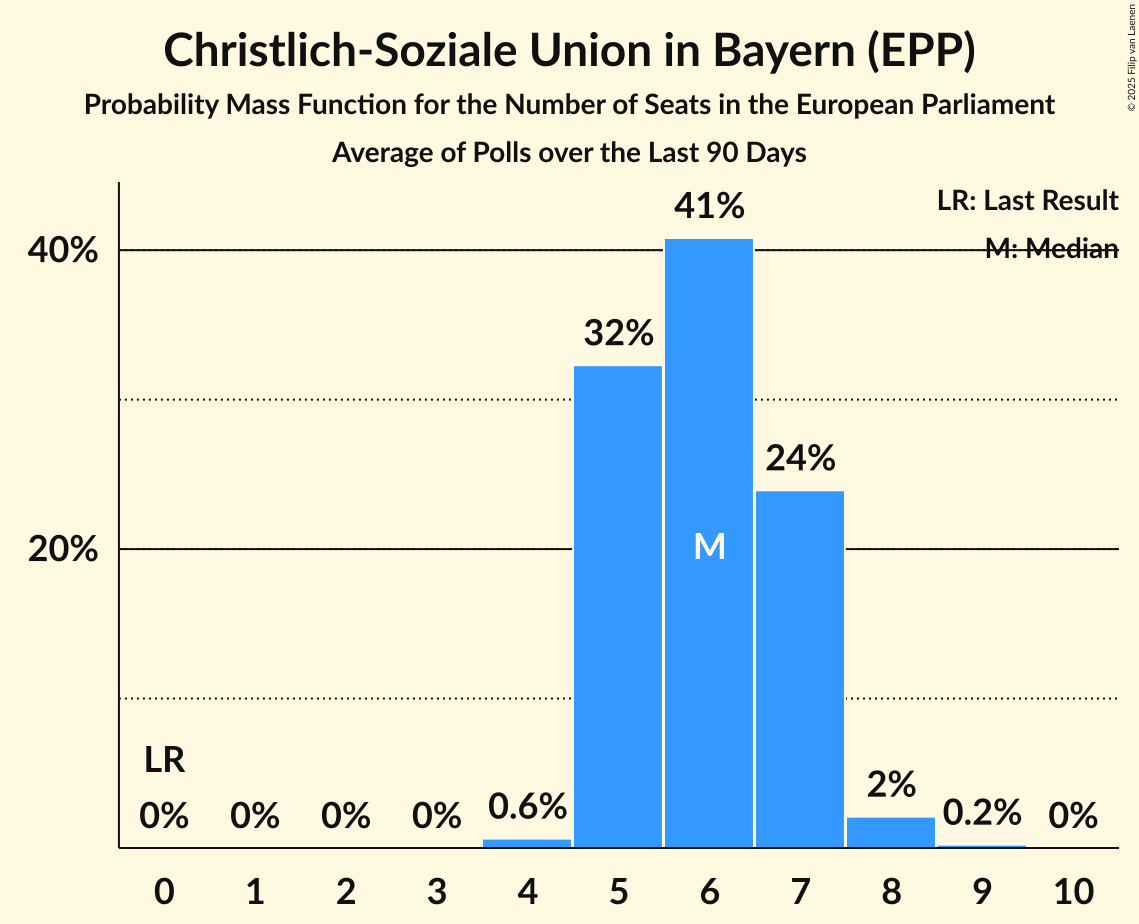 Christlich-Soziale Union in Bayern (EPP)
Probability Mass Function for the Number of Seats in the European Parliament
Average of Polls over the Last 90 Days
© 2025 Filip van Laenen
LR: Last Result
M: Median
41%
40%
32%
24%
20%
M
LR
0% 0% 0% 0% 0.6% 2% 0.2% 0%
0 1 2 3 4 5 6 7 8 9 10